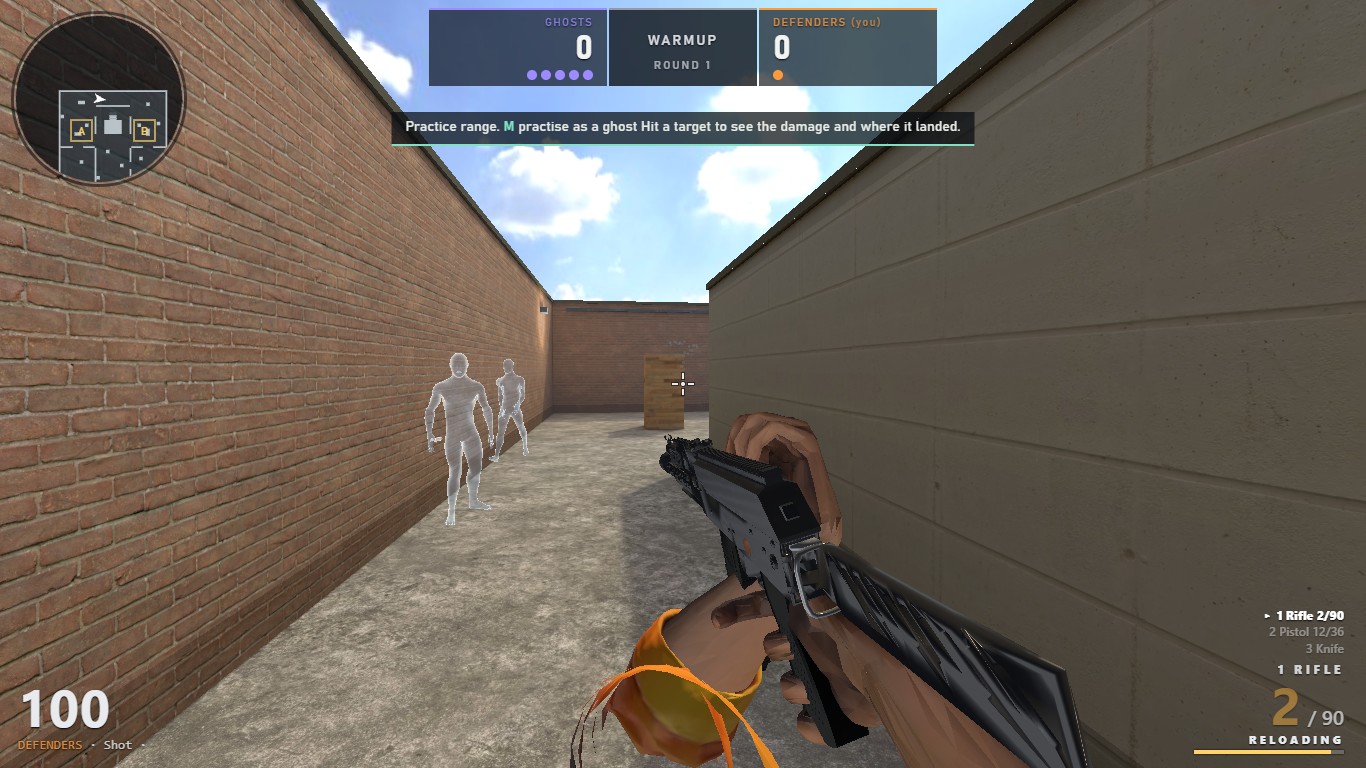 GHOSTS
0
WARMUP
ROUND 1
DEFENDERS (you)
0
Practice range. M practise as a ghost Hit a target to see the damage and where it landed.
A
B
1 Rifle 2/90
2 Pistol 12/36
3 Knife
1 RIFLE
2 / 90
RELOADING
100
DEFENDERS · Shot ·